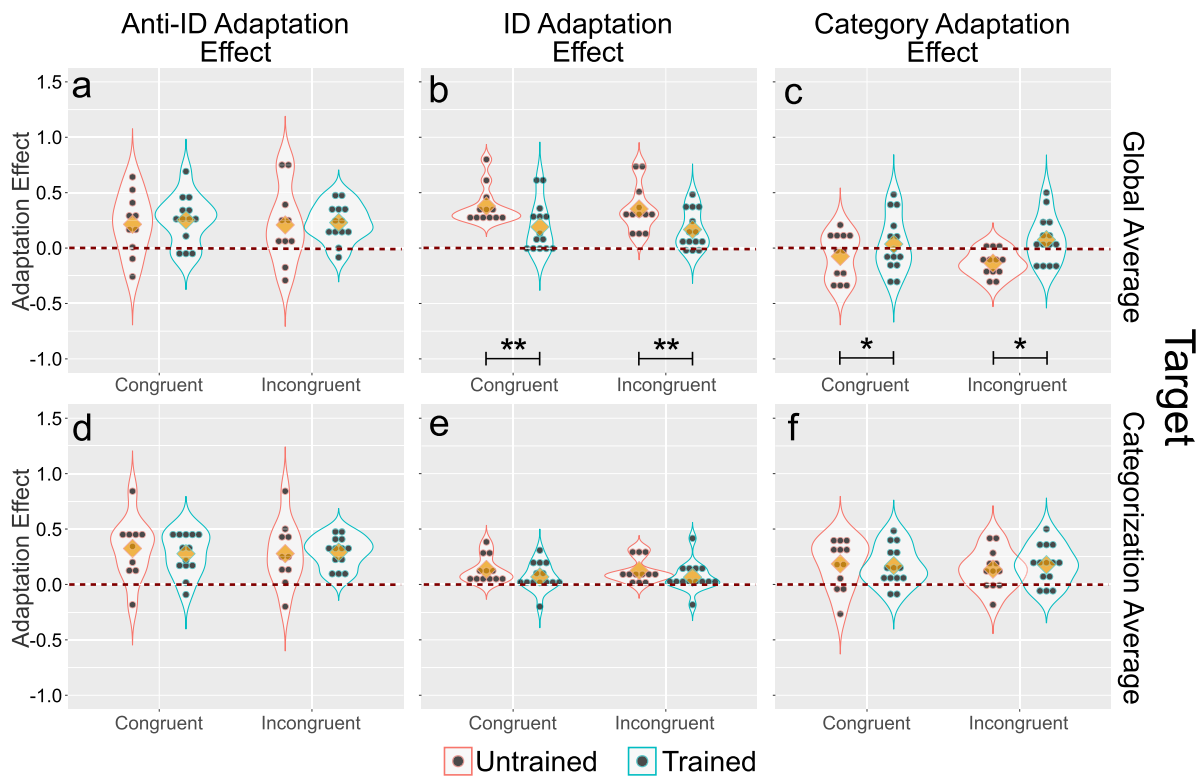 Anti-ID Adaptation
Effect
ID Adaptation
Effect
Category Adaptation
Effect
a
b
c
1.5
1.0
0.5
0.0
-0.5
-1.0
Adaptation Effect
Global Average
** **
* *
Congruent Incongruent
Congruent Incongruent
Congruent Incongruent
Target
d
e
f
1.5
1.0
0.5
0.0
-0.5
-1.0
Adaptation Effect
Categorization Average
Congruent Incongruent
Congruent Incongruent
Congruent Incongruent
Untrained Trained